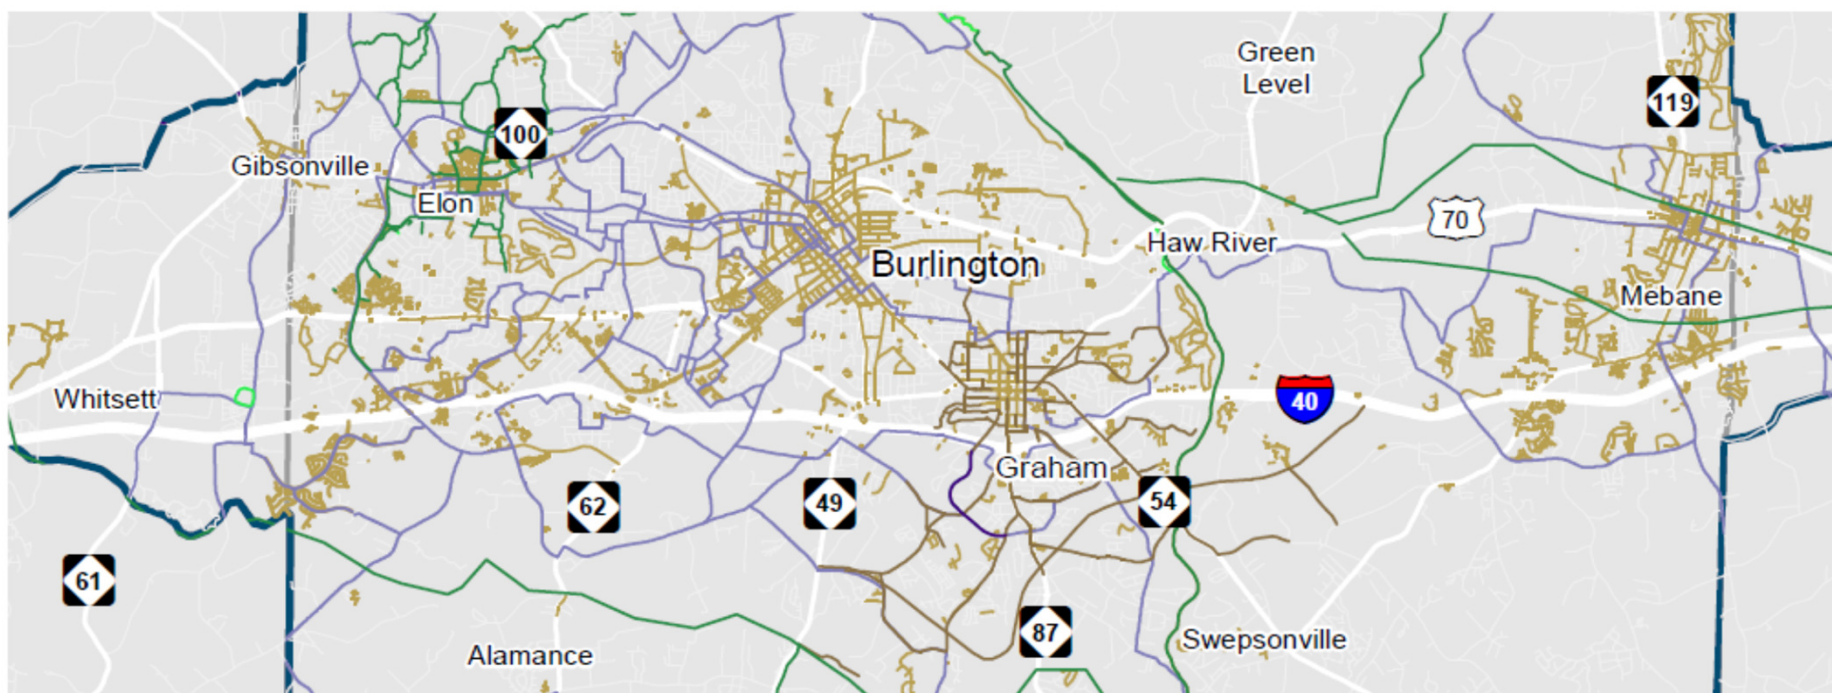 Green
Level
119
100
Gibsonville
Elon
70
Haw River
Burlington
Mebane
Whitsett
40
Graham
62
49
54
61
87
Swepsonville
Alamance